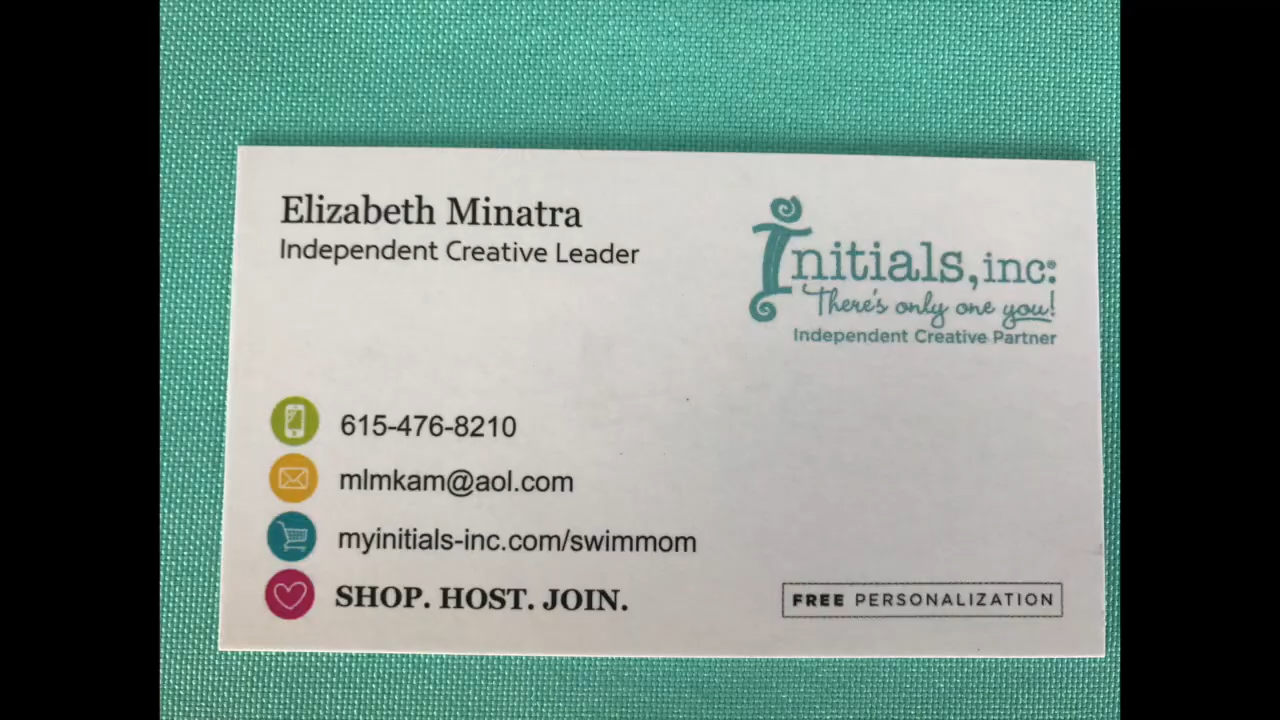 Elizabeth Minatra
Independent Creative Leader
Initials, inc.®
There's only one you!
Independent Creative Partner
615-476-8210
mlmkam@aol.com
myinitials-inc.com/swimmom
SHOP. HOST. JOIN.
FREE PERSONALIZATION